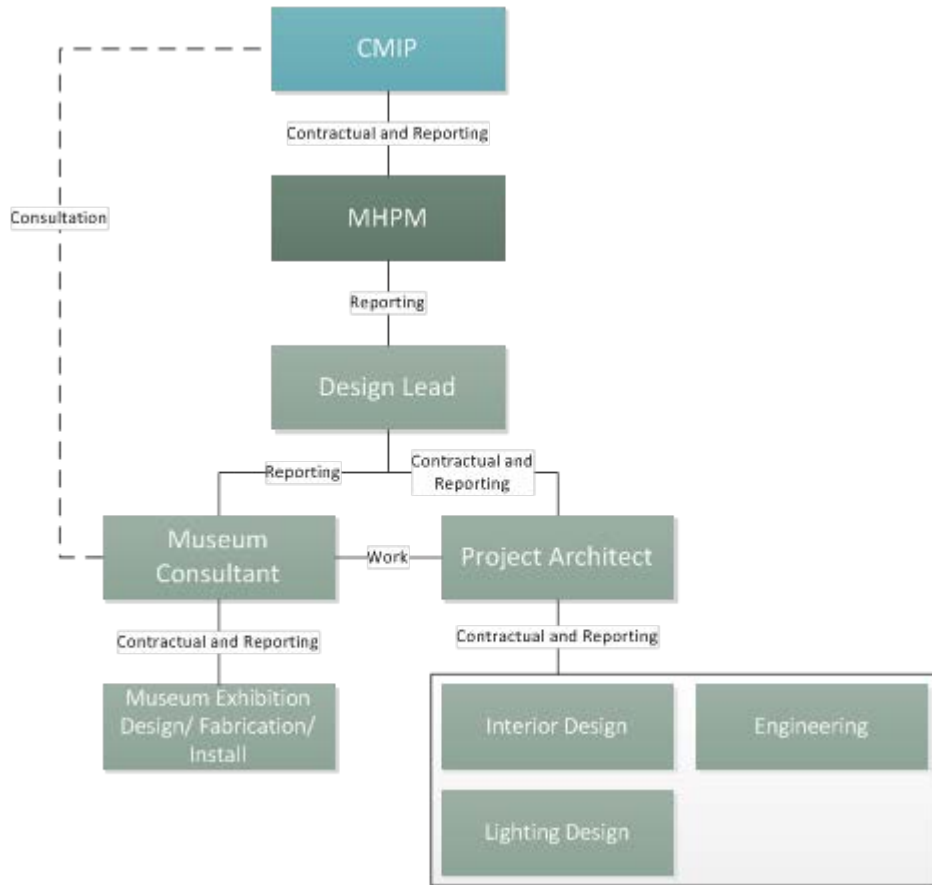 CMIP
Contractual and Reporting
MHPM
Consultation
Reporting
Design Lead
Reporting
Contractual and
Reporting
Museum
Consultant
Work
Project Architect
Contractual and Reporting
Contractual and Reporting
Museum Exhibition
Design/ Fabrication/
Install
Interior Design
Engineering
Lighting Design